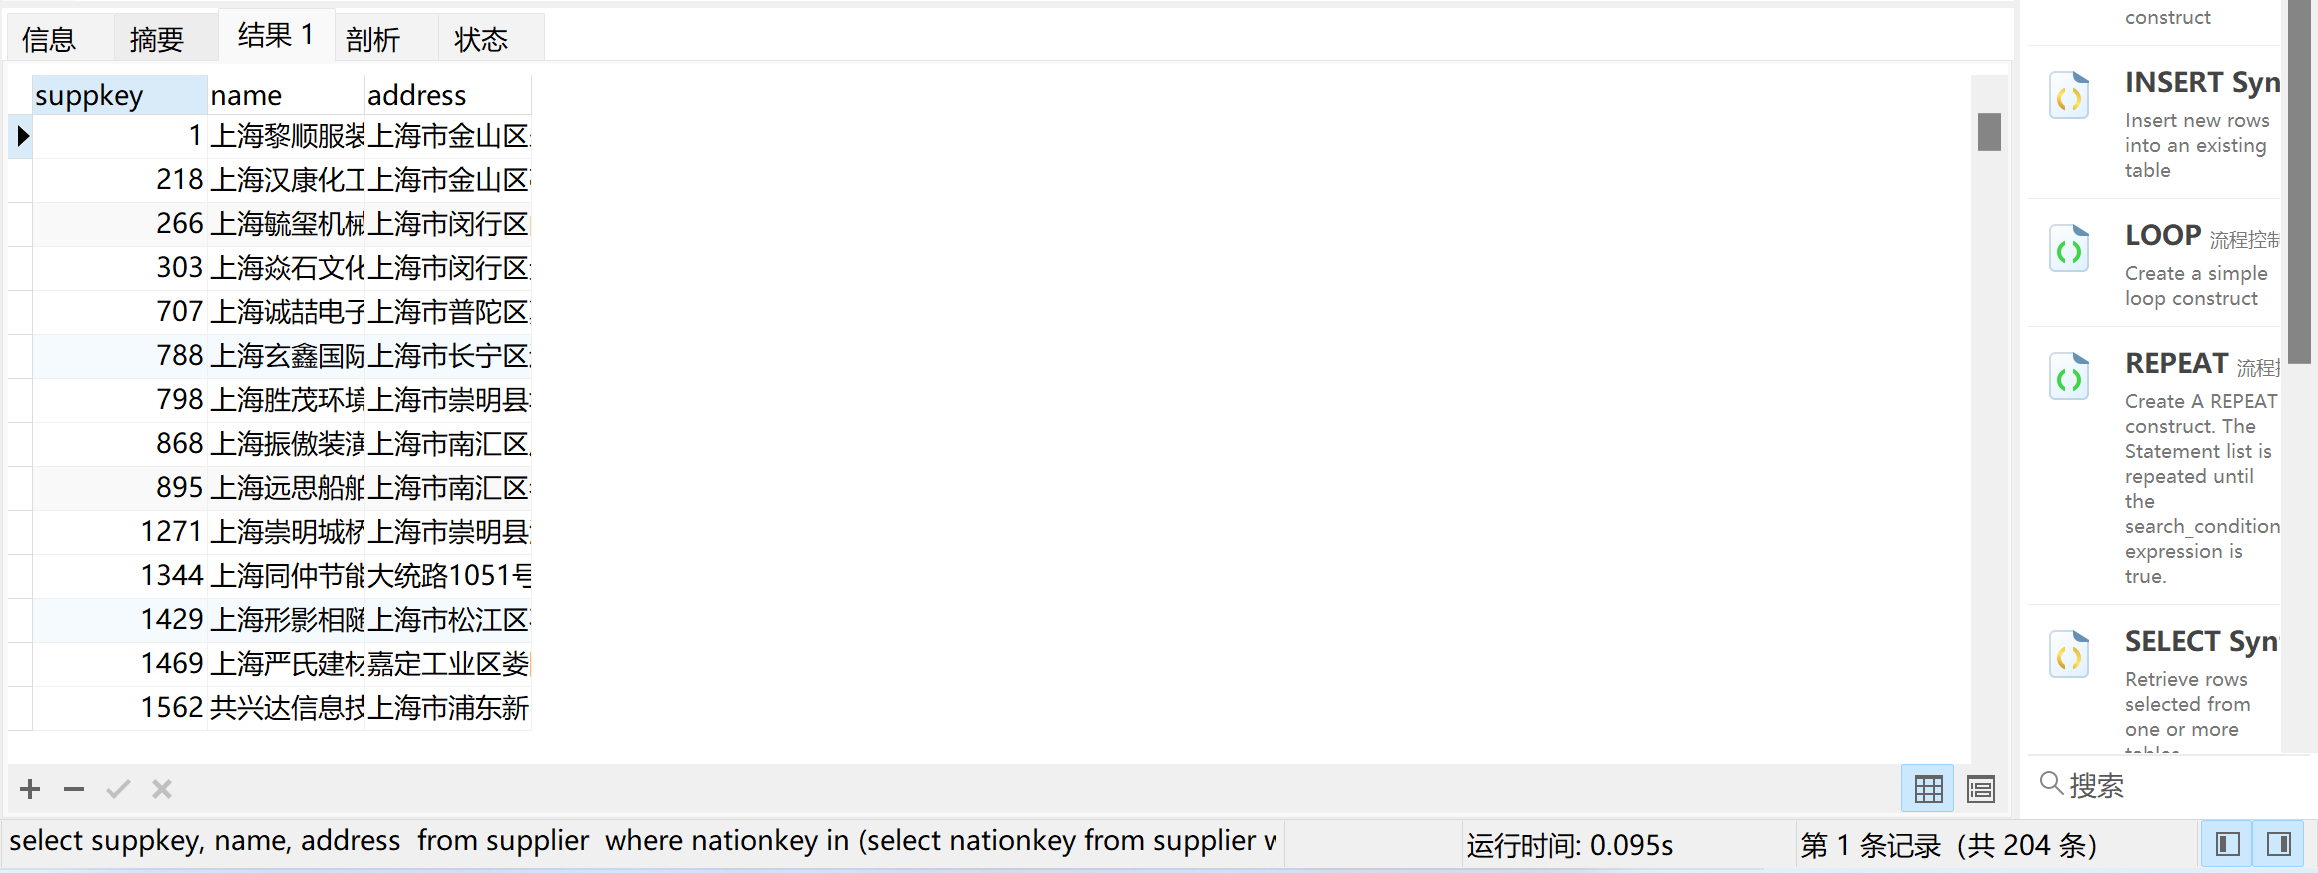 信息 摘要 结果 1 剖析 状态
suppkey name address
1 上海黎顺服装 上海市金山区
218 上海汉康化工 上海市金山区
266 上海毓玺机械 上海市闵行区
303 上海焱石文化 上海市闵行区
707 上海诚喆电子 上海市普陀区
788 上海玄鑫国际 上海市长宁区
798 上海胜茂环境 上海市崇明县
868 上海振傲装潢 上海市南汇区
895 上海远思船舶 上海市南汇区
1271 上海崇明城桥 上海市崇明县
1344 上海同仲节能 大统路1051号
1429 上海形影相随 上海市松江区
1469 上海严氏建材 嘉定工业区娄
1562 共兴达信息技 上海市浦东新
select suppkey, name, address from supplier where nationkey in (select nationkey from supplier w
运行时间: 0.095s
第 1 条记录 (共 204 条)
construct
INSERT Syn
Insert new rows
into an existing
table
LOOP 流程控制
Create a simple
loop construct
REPEAT 流程
Create A REPEAT
construct. The
Statement list is
repeated until
the
search_condition
expression is
true.
SELECT Syn
Retrieve rows
selected from
one or more
tables
搜索